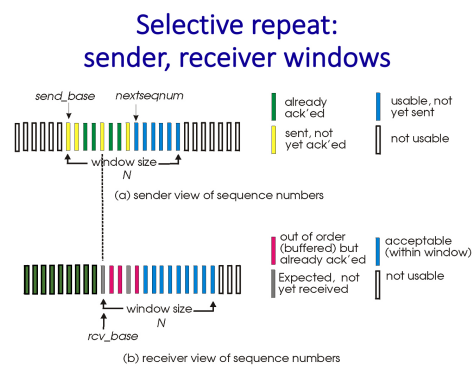 Selective repeat:
sender, receiver windows
send_base
nextseqnum
already
ack'ed
sent, not
yet ack'ed
usable, not
yet sent
not usable
window size
N
(a) sender view of sequence numbers
out of order
(buffered) but
already ack'ed
Expected, not
yet received
acceptable
(within window)
not usable
window size
N
rcv_base
(b) receiver view of sequence numbers